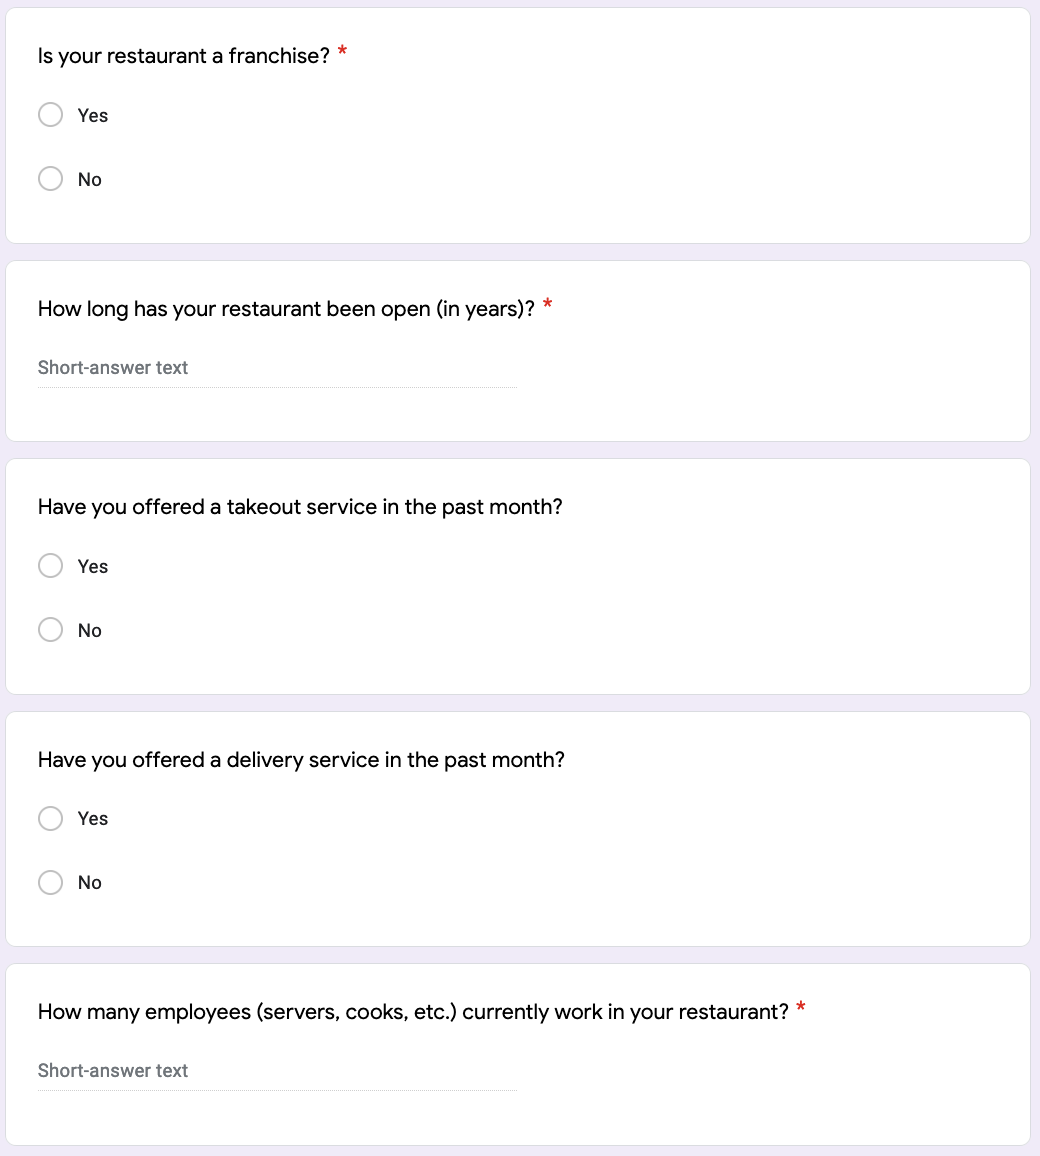 Is your restaurant a franchise? *
Yes
No
How long has your restaurant been open (in years)? *
Short-answer text
Have you offered a takeout service in the past month?
Yes
No
Have you offered a delivery service in the past month?
Yes
No
How many employees (servers, cooks, etc.) currently work in your restaurant? *
Short-answer text